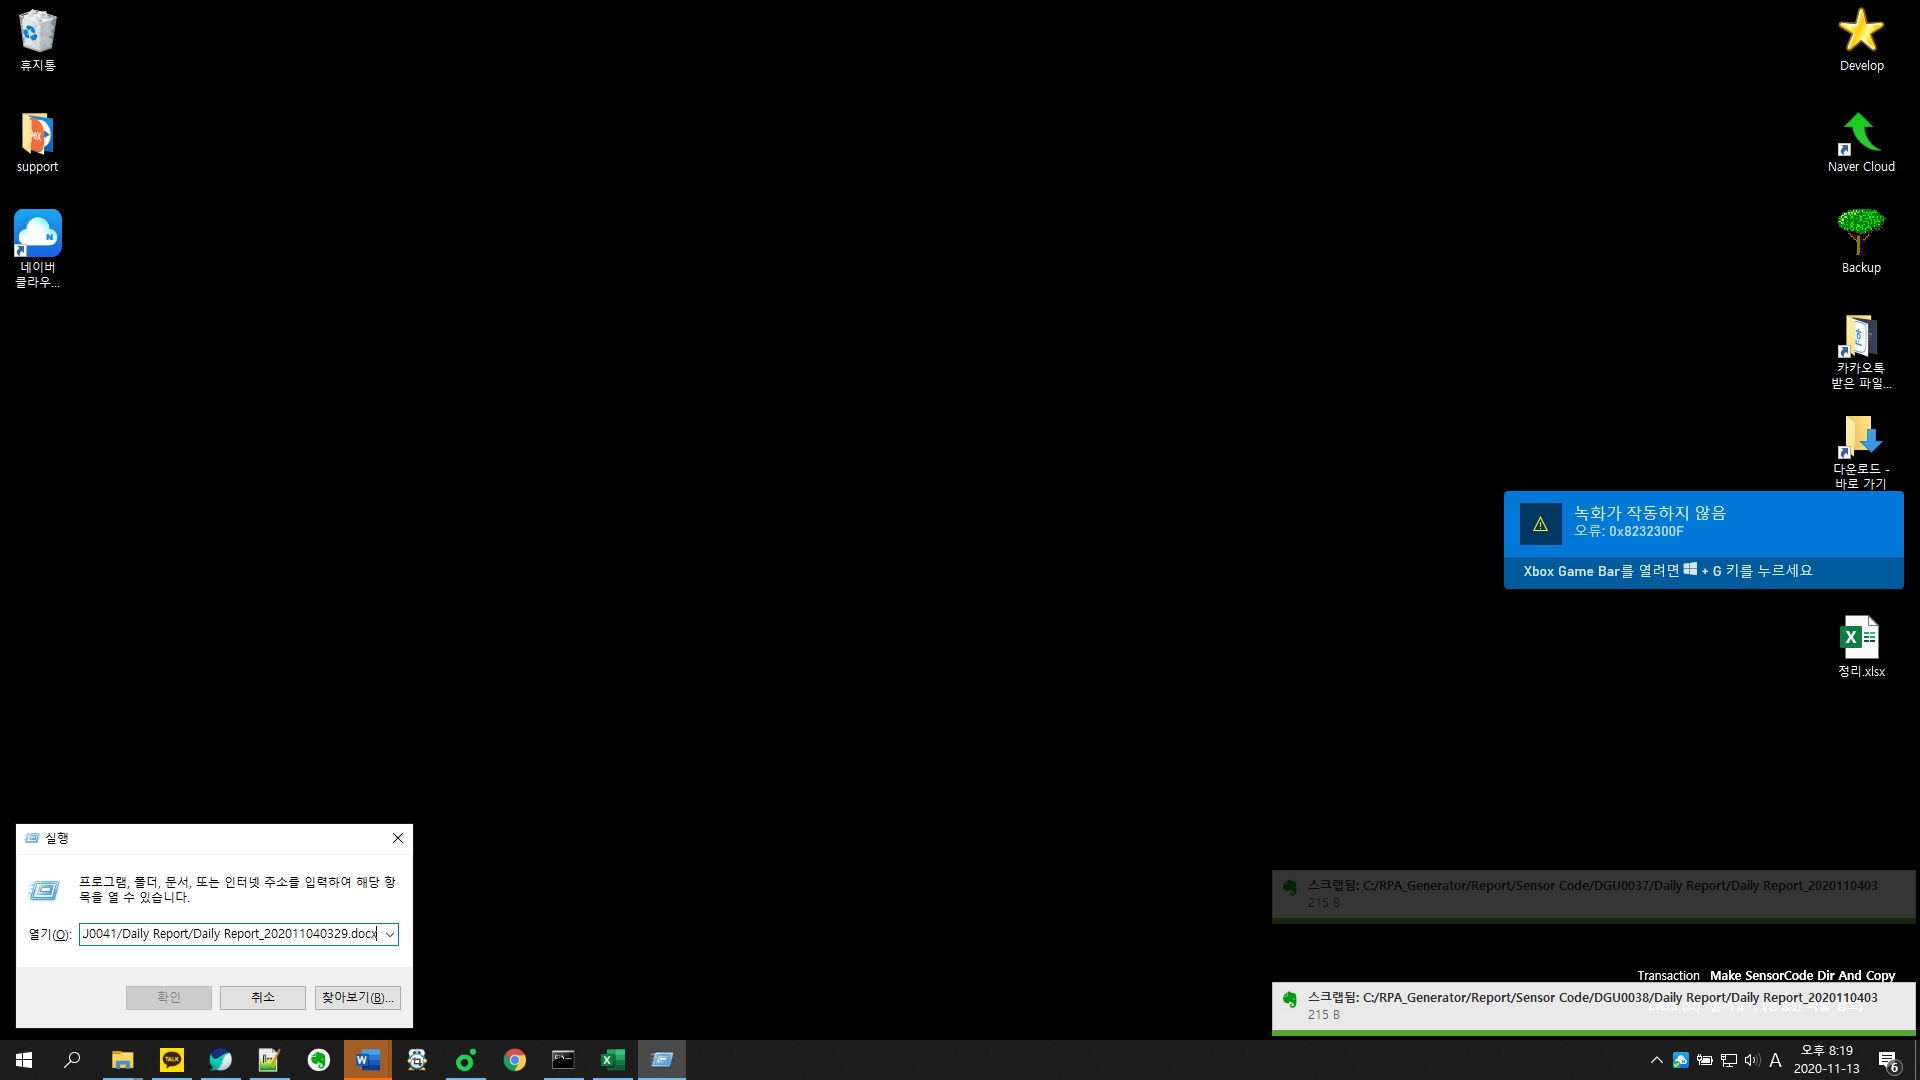 휴지통
support
네이버
클라우...
Develop
Naver Cloud
Backup
카카오톡
받은 파일...
다운로드 -
바로 가기
녹화가 작동하지 않음
오류: 0x8232300F
Xbox Game Bar를 열려면 + G 키를 누르세요
정리.xlsx
실행
프로그램, 폴더, 문서, 또는 인터넷 주소를 입력하여 해당 항
목을 열 수 있습니다.
열기(O): J0041/Daily Report/Daily Report_202011040329.docx
확인 취소 찾아보기(B)...
스크랩됨: C:/RPA_Generator/Report/Sensor Code/DGU0037/Daily Report/Daily Report_2020110403
215 B
Transaction Make SensorCode Dir And Copy
스크랩됨: C:/RPA_Generator/Report/Sensor Code/DGU0038/Daily Report/Daily Report_2020110403
215 B
TALK
A
오후 8:19
2020-11-13
6